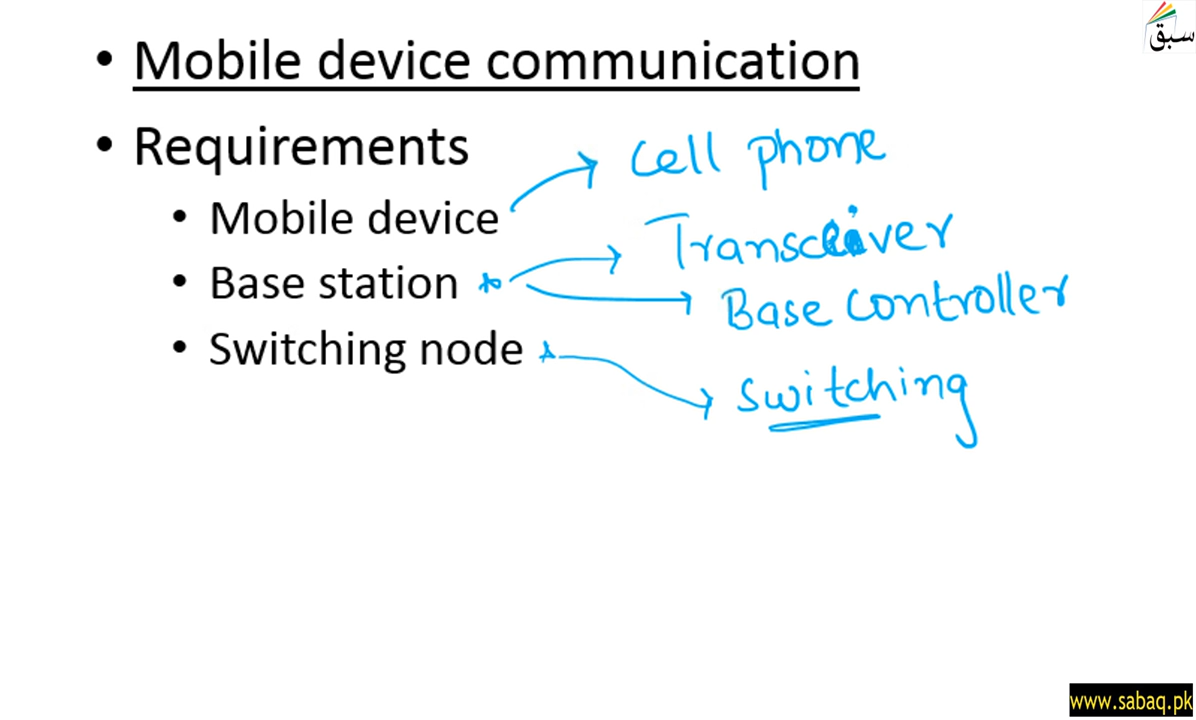 سبق
• Mobile device communication
• Requirements
Cell phone
• Mobile device
Transceiver
• Base station
Base controller
• Switching node
Switching
www.sabaq.pk